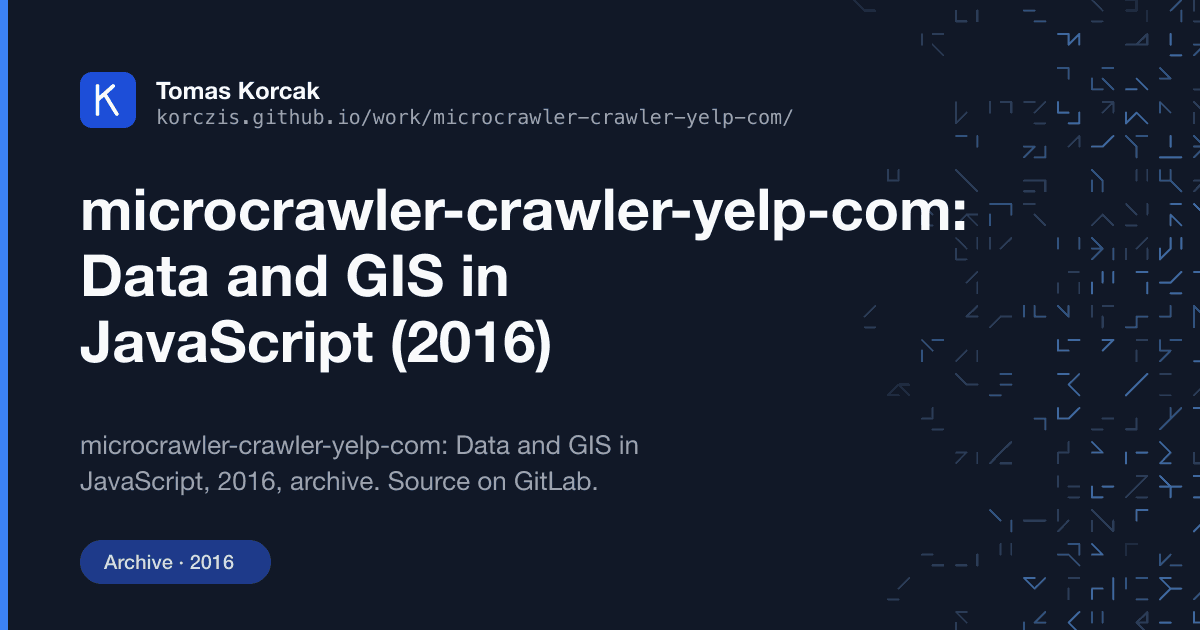 K
Tomas Korcak
korczis.github.io/work/microcrawler-crawler-yelp-com/
microcrawler-crawler-yelp-com:
Data and GIS in
JavaScript (2016)
microcrawler-crawler-yelp-com: Data and GIS in
JavaScript, 2016, archive. Source on GitLab.
Archive · 2016